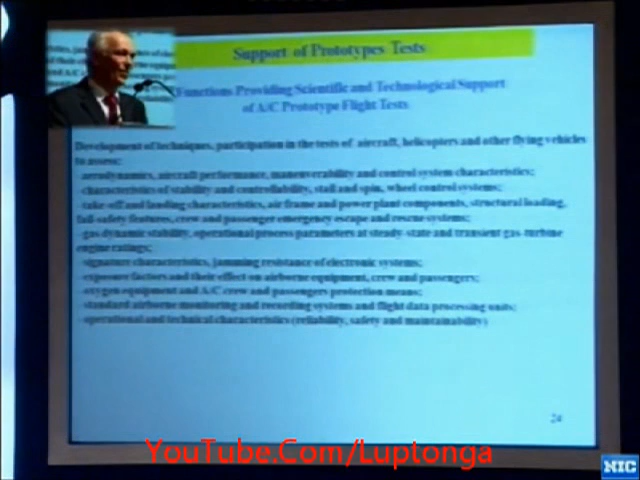 Support of Prototypes Tests
Functions Providing Scientific and Technological Support
of A/C Prototype Flight Tests
Development of techniques, participation in the tests of aircraft, helicopters and other flying vehicles
to assess:
-aerodynamics, aircraft performance, maneuverability and control system characteristics;
-characteristics of stability and controllability, stall and spin, wheel control systems;
-take-off and landing characteristics, air frame and power plant components, structural loading,
fail-safety features, crew and passenger emergency escape and rescue systems;
-gas dynamic stability, operational process parameters at steady-state and transient gas-turbine
engine ratings;
-signature characteristics, jamming resistance of electronic systems;
-exposure factors and their effect on airborne equipment, crew and passengers;
-oxygen equipment and A/C crew and passengers protection means;
-standard airborne monitoring and recording systems and flight data processing units;
-operational and technical characteristics (reliability, safety and maintainability)
24
YouTube.Com/Luptonga
NIC